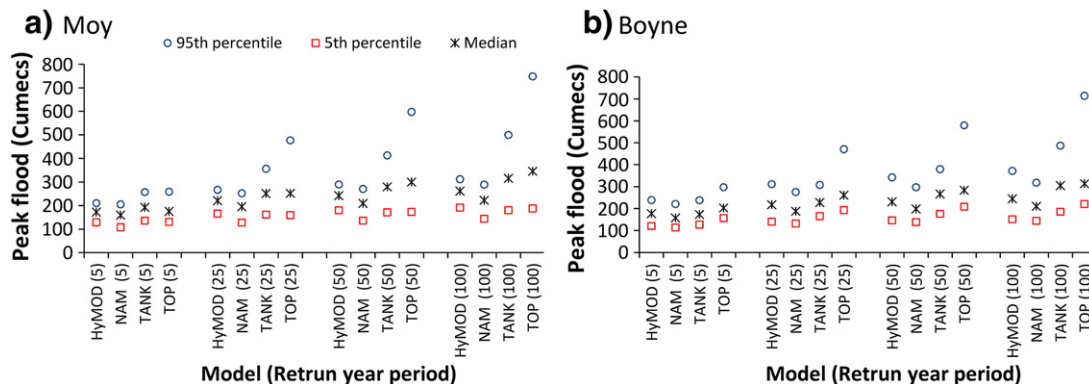 a) Moy
95th percentile 5th percentile Median
Peak flood (Cumecs)
800
700
600
500
400
300
200
100
0
HyMOD (5)
NAM (5)
TANK (5)
TOP (5)
HyMOD (25)
NAM (25)
TANK (25)
TOP (25)
HyMOD (50)
NAM (50)
TANK (50)
TOP (50)
HyMOD (100)
NAM (100)
TANK (100)
TOP (100)
Model (Retrun year period)
b) Boyne
Peak flood (Cumecs)
800
700
600
500
400
300
200
100
0
HyMOD (5)
NAM (5)
TANK (5)
TOP (5)
HyMOD (25)
NAM (25)
TANK (25)
TOP (25)
HyMOD (50)
NAM (50)
TANK (50)
TOP (50)
HyMOD (100)
NAM (100)
TANK (100)
TOP (100)
Model (Retrun year period)